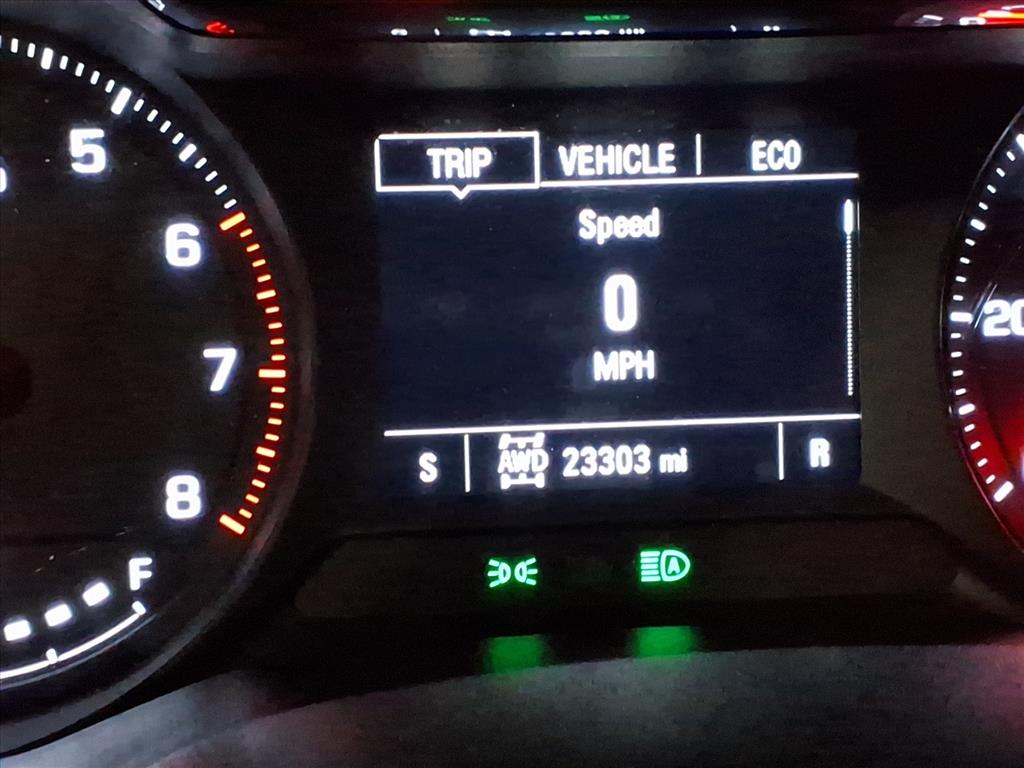 TRIP VEHICLE ECO
Speed
0
MPH
S AWD 23303 mi R
5
6
7
8
F
20
A